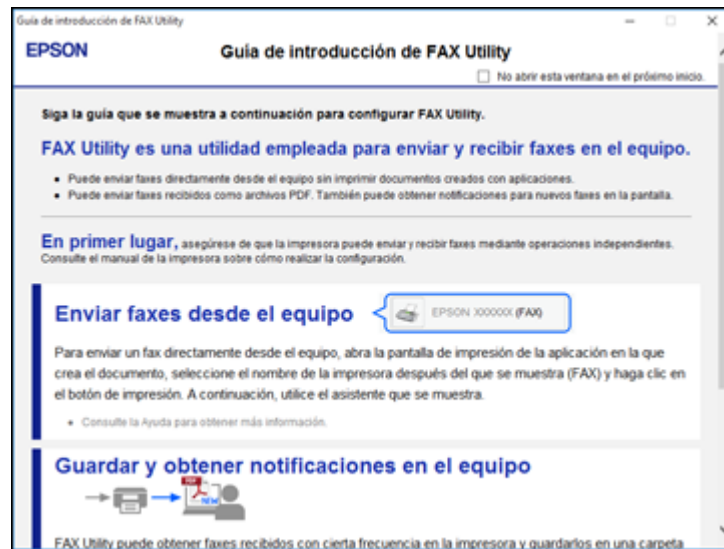 Guía de introducción de FAX Utility
EPSON
Guía de introducción de FAX Utility
No abrir esta ventana en el próximo inicio.
Siga la guía que se muestra a continuación para configurar FAX Utility.
FAX Utility es una utilidad empleada para enviar y recibir faxes en el equipo.
• Puede enviar faxes directamente desde el equipo sin imprimir documentos creados con aplicaciones.
• Puede enviar faxes recibidos como archivos PDF. También puede obtener notificaciones para nuevos faxes en la pantalla.
En primer lugar, asegúrese de que la impresora puede enviar y recibir faxes mediante operaciones independientes.
Consulte el manual de la impresora sobre cómo realizar la configuración.
Enviar faxes desde el equipo
EPSON XXXXXX (FAX)
Para enviar un fax directamente desde el equipo, abra la pantalla de impresión de la aplicación en la que
crea el documento, seleccione el nombre de la impresora después del que se muestra (FAX) y haga clic en
el botón de impresión. A continuación, utilice el asistente que se muestra.
• Consulte la Ayuda para obtener más información.
Guardar y obtener notificaciones en el equipo
PDF
NEW
FAX Utility puede obtener faxes recibidos con cierta frecuencia en la impresora y guardarlos en una carpeta